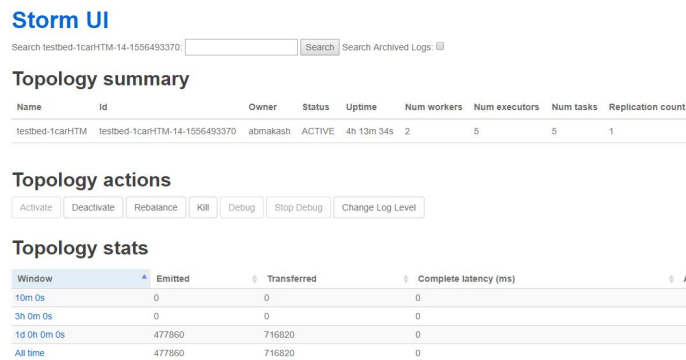 Storm UI
Search testbed-1carHTM-14-1556493370: Search Search Archived Logs:
Topology summary
Name Id Owner Status Uptime Num workers Num executors Num tasks Replication count
testbed-1carHTM testbed-1carHTM-14-1556493370 abmakash ACTIVE 4h 13m 34s 2 5 5 1
Topology actions
Activate Deactivate Rebalance Kill Debug Stop Debug Change Log Level
Topology stats
Window Emitted Transferred Complete latency (ms)
10m 0s 0 0 0
3h 0m 0s 0 0 0
1d 0h 0m 0s 477860 716820 0
All time 477860 716820 0